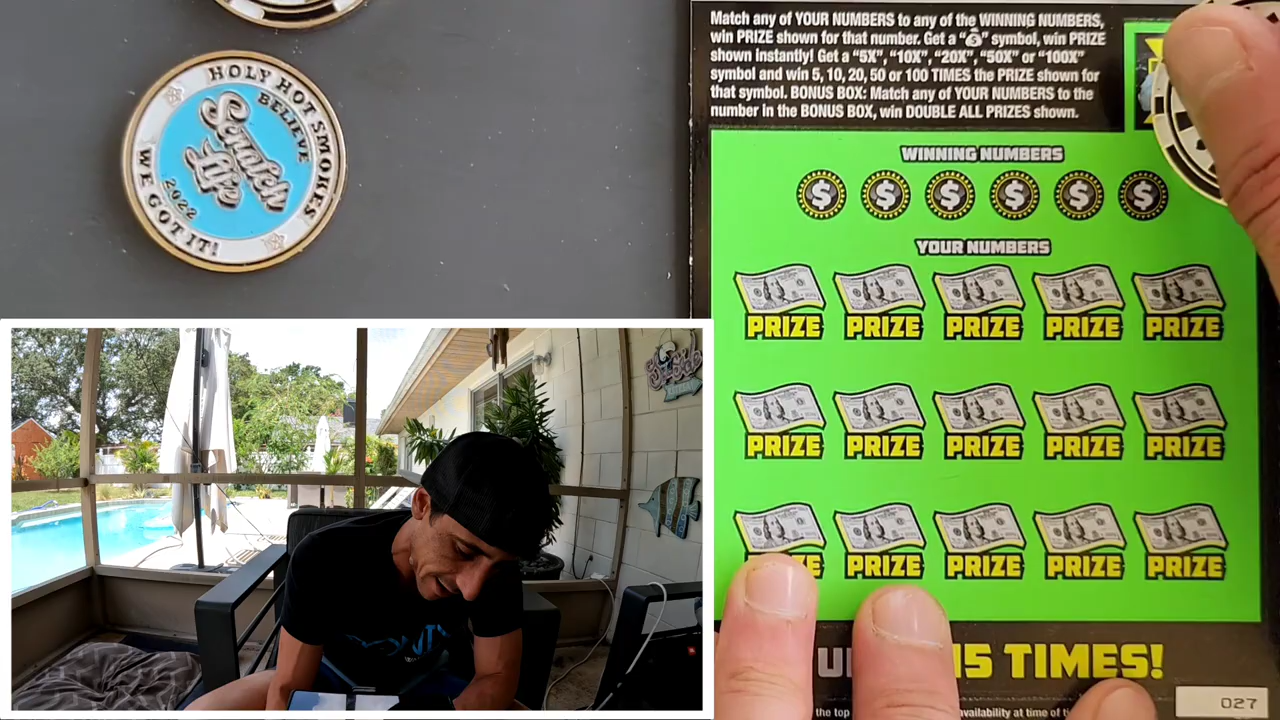 HOLY HOT SMOKES
BELIEVE
Scratch
Life
2022
WE GOT IT!
Match any of YOUR NUMBERS to any of the WINNING NUMBERS,
win PRIZE shown for that number. Get a "💰" symbol, win PRIZE
shown instantly! Get a "5X", "10X", "20X", "50X" or "100X"
symbol and win 5, 10, 20, 50 or 100 TIMES the PRIZE shown for
that symbol. BONUS BOX: Match any of YOUR NUMBERS to the
number in the BONUS BOX, win DOUBLE ALL PRIZES shown.
WINNING NUMBERS
$ $ $ $ $ $
YOUR NUMBERS
PRIZE PRIZE PRIZE PRIZE PRIZE
PRIZE PRIZE PRIZE PRIZE PRIZE
PRIZE PRIZE PRIZE PRIZE
15 TIMES!
the top
027